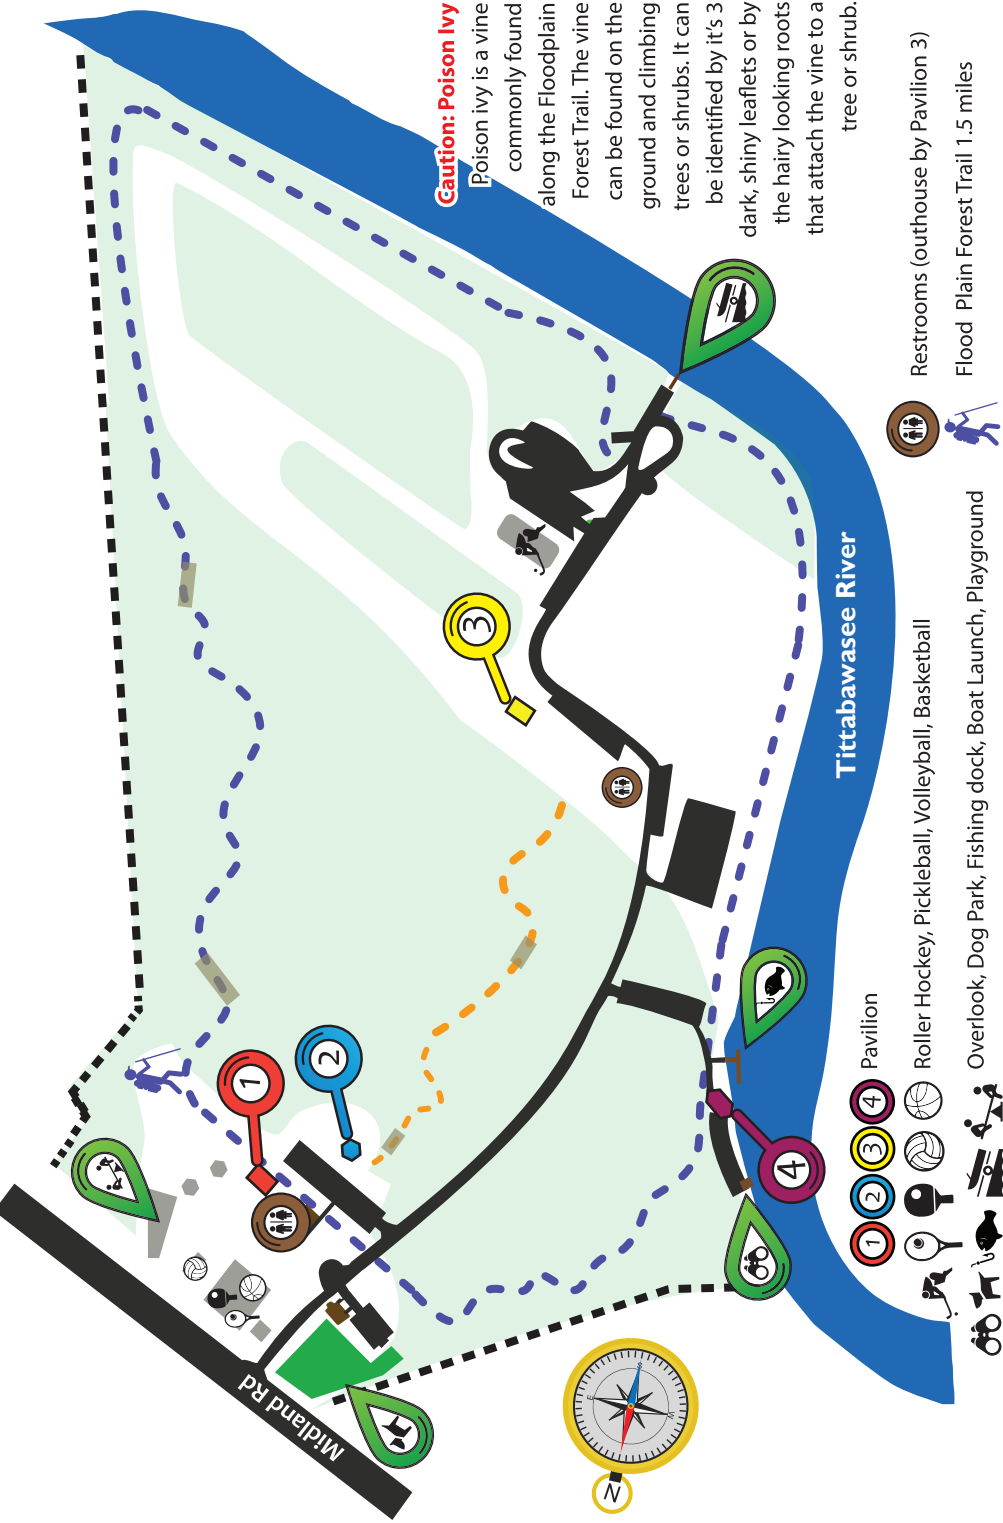 Caution: Poison Ivy
Poison ivy is a vine
commonly found
along the Floodplain
Forest Trail. The vine
can be found on the
ground and climbing
trees or shrubs. It can
be identified by it's 3
dark, shiny leaflets or by
the hairy looking roots
that attach the vine to a
tree or shrub.
Midland Rd
1
2
3
4
Tittabawasee River
N
1 2 3 4 Pavilion
Roller Hockey, Pickleball, Volleyball, Basketball
Overlook, Dog Park, Fishing dock, Boat Launch, Playground
Restrooms (outhouse by Pavilion 3)
Flood Plain Forest Trail 1.5 miles